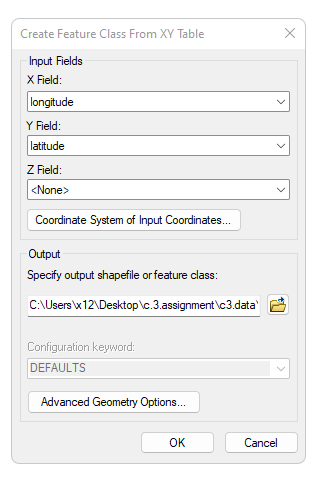 Create Feature Class From XY Table
Input Fields
X Field:
longitude
Y Field:
latitude
Z Field:
<None>
Coordinate System of Input Coordinates...
Output
Specify output shapefile or feature class:
C:\Users\x12\Desktop\c.3.assignment\c3.data\
Configuration keyword:
DEFAULTS
Advanced Geometry Options...
OK
Cancel